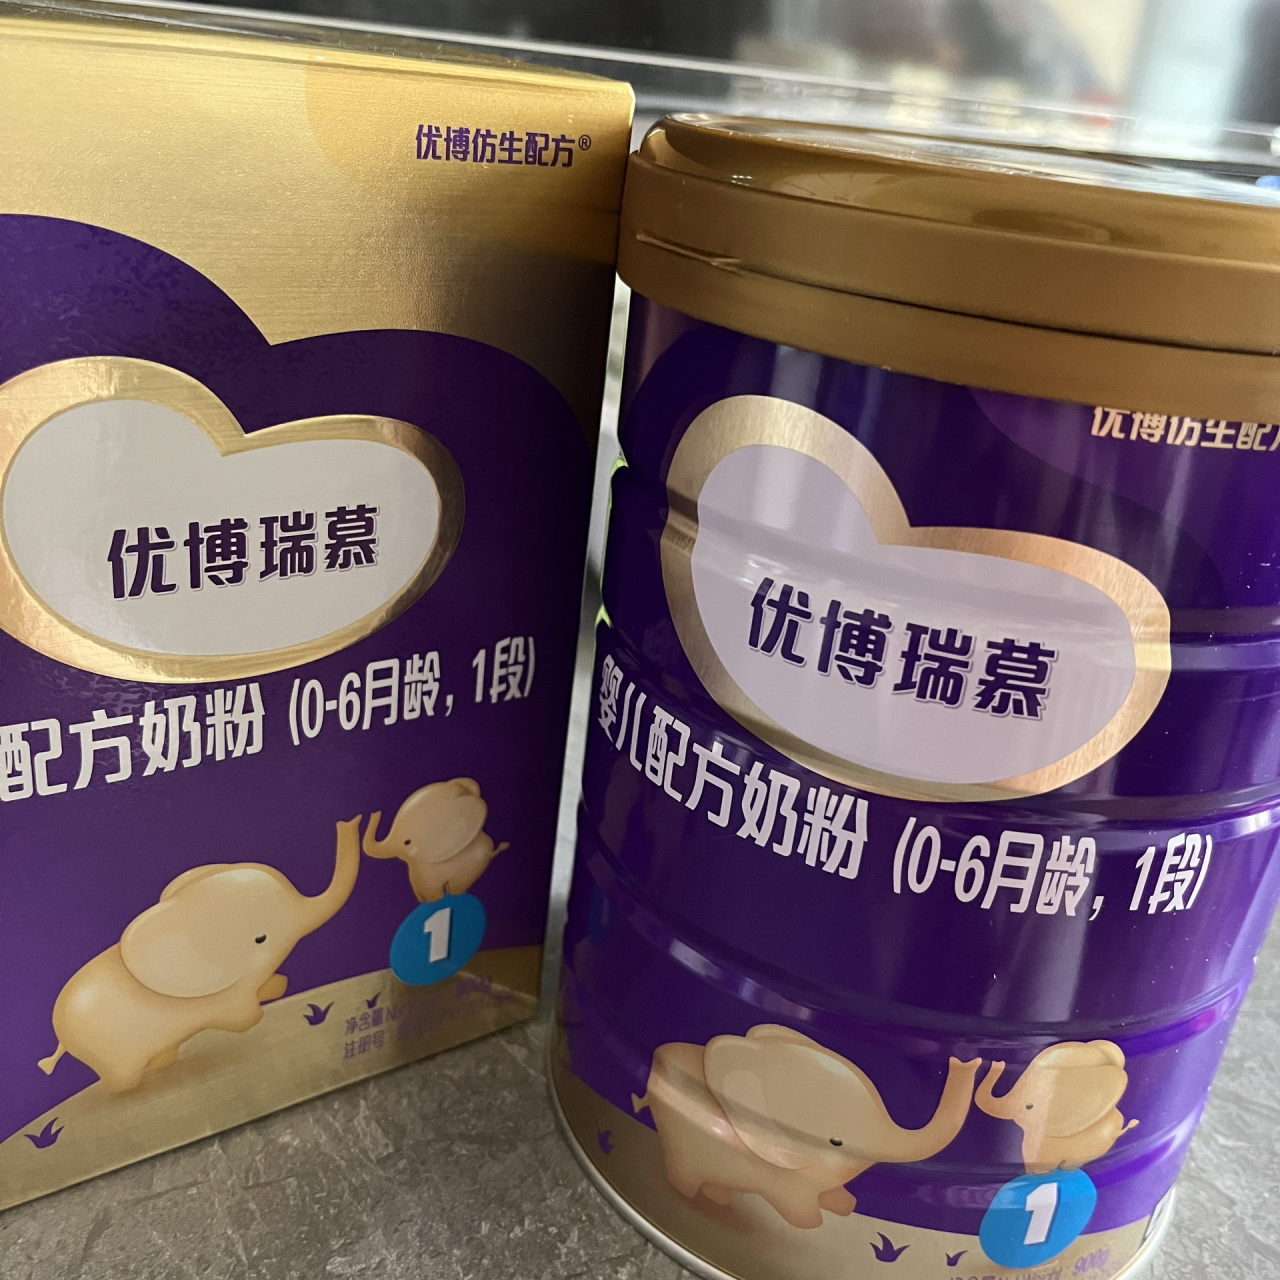 优博仿生配方®
优博瑞慕
配方奶粉 (0-6月龄, 1段)
1
净含量
注册号
优博仿生配
优博瑞慕
婴儿配方奶粉 (0-6月龄, 1段)
1
900g